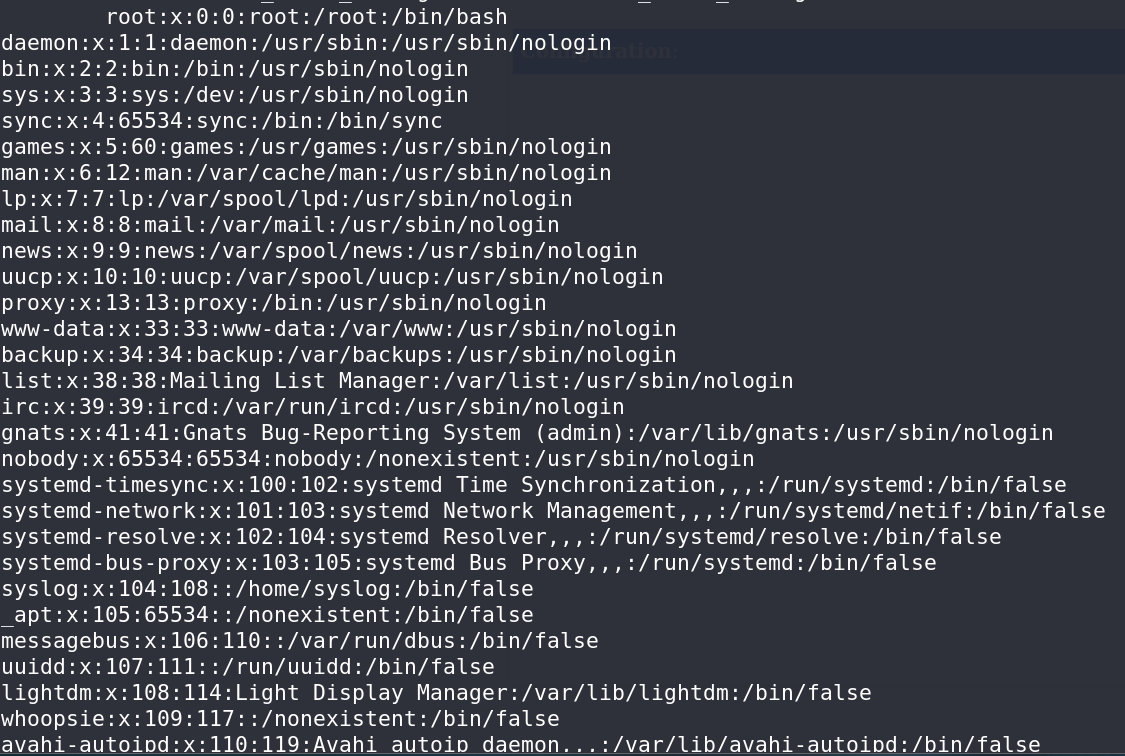 root:x:0:0:root:/root:/bin/bash
daemon:x:1:1:daemon:/usr/sbin:/usr/sbin/nologin
bin:x:2:2:bin:/bin:/usr/sbin/nologin
sys:x:3:3:sys:/dev:/usr/sbin/nologin
sync:x:4:65534:sync:/bin:/bin/sync
games:x:5:60:games:/usr/games:/usr/sbin/nologin
man:x:6:12:man:/var/cache/man:/usr/sbin/nologin
lp:x:7:7:lp:/var/spool/lpd:/usr/sbin/nologin
mail:x:8:8:mail:/var/mail:/usr/sbin/nologin
news:x:9:9:news:/var/spool/news:/usr/sbin/nologin
uucp:x:10:10:uucp:/var/spool/uucp:/usr/sbin/nologin
proxy:x:13:13:proxy:/bin:/usr/sbin/nologin
www-data:x:33:33:www-data:/var/www:/usr/sbin/nologin
backup:x:34:34:backup:/var/backups:/usr/sbin/nologin
list:x:38:38:Mailing List Manager:/var/list:/usr/sbin/nologin
irc:x:39:39:ircd:/var/run/ircd:/usr/sbin/nologin
gnats:x:41:41:Gnats Bug-Reporting System (admin):/var/lib/gnats:/usr/sbin/nologin
nobody:x:65534:65534:nobody:/nonexistent:/usr/sbin/nologin
systemd-timesync:x:100:102:systemd Time Synchronization,,,:/run/systemd:/bin/false
systemd-network:x:101:103:systemd Network Management,,,:/run/systemd/netif:/bin/false
systemd-resolve:x:102:104:systemd Resolver,,,:/run/systemd/resolve:/bin/false
systemd-bus-proxy:x:103:105:systemd Bus Proxy,,,:/run/systemd:/bin/false
syslog:x:104:108::/home/syslog:/bin/false
_apt:x:105:65534::/nonexistent:/bin/false
messagebus:x:106:110::/var/run/dbus:/bin/false
uuidd:x:107:111::/run/uuidd:/bin/false
lightdm:x:108:114:Light Display Manager:/var/lib/lightdm:/bin/false
whoopsie:x:109:117::/nonexistent:/bin/false
avahi-autoipd:x:110:119:Avahi autoip daemon,,,:/var/lib/avahi-autoipd:/bin/false